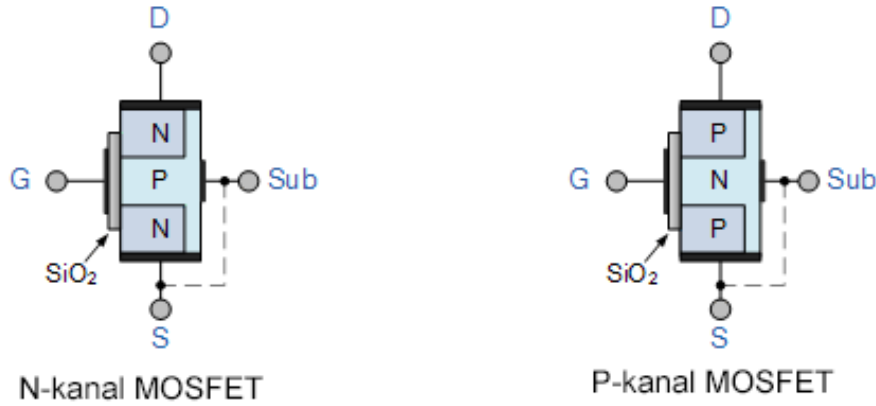 D
N
G
P
Sub
N
SiO₂
S
N-kanal MOSFET
D
P
G
N
Sub
P
SiO₂
S
P-kanal MOSFET